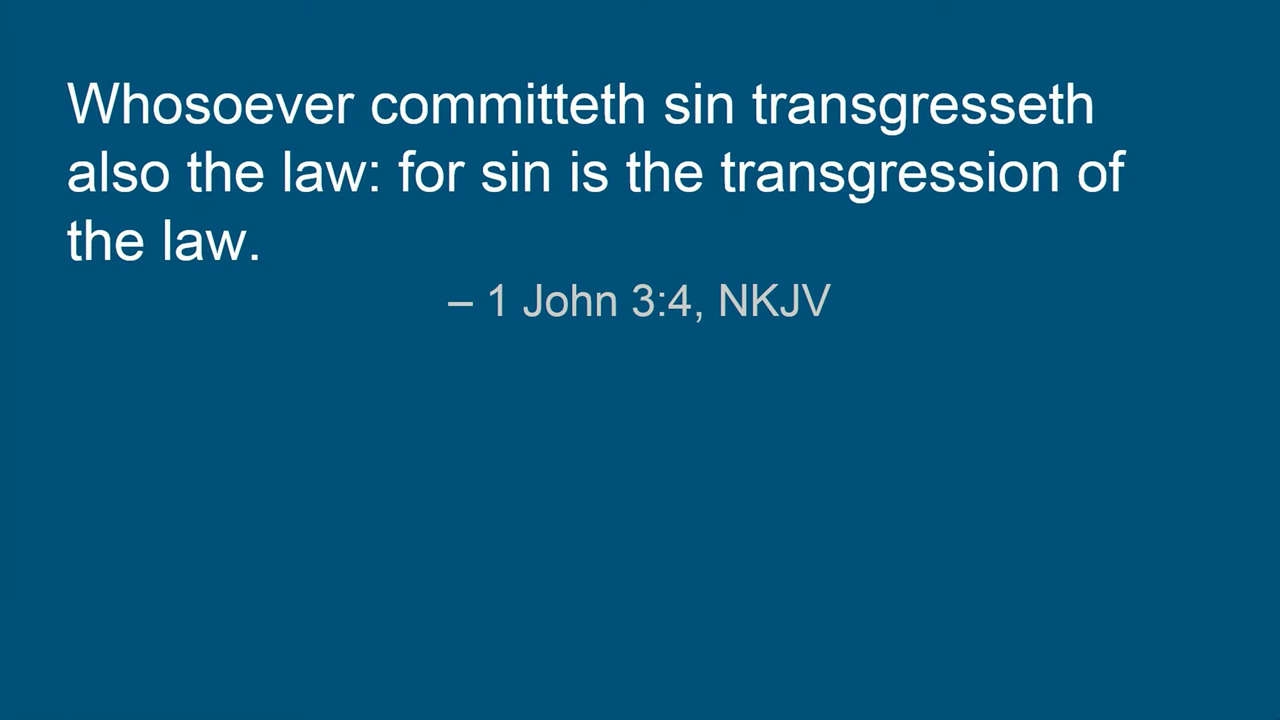 Whosoever committeth sin transgresseth
also the law: for sin is the transgression of
the law.
– 1 John 3:4, NKJV